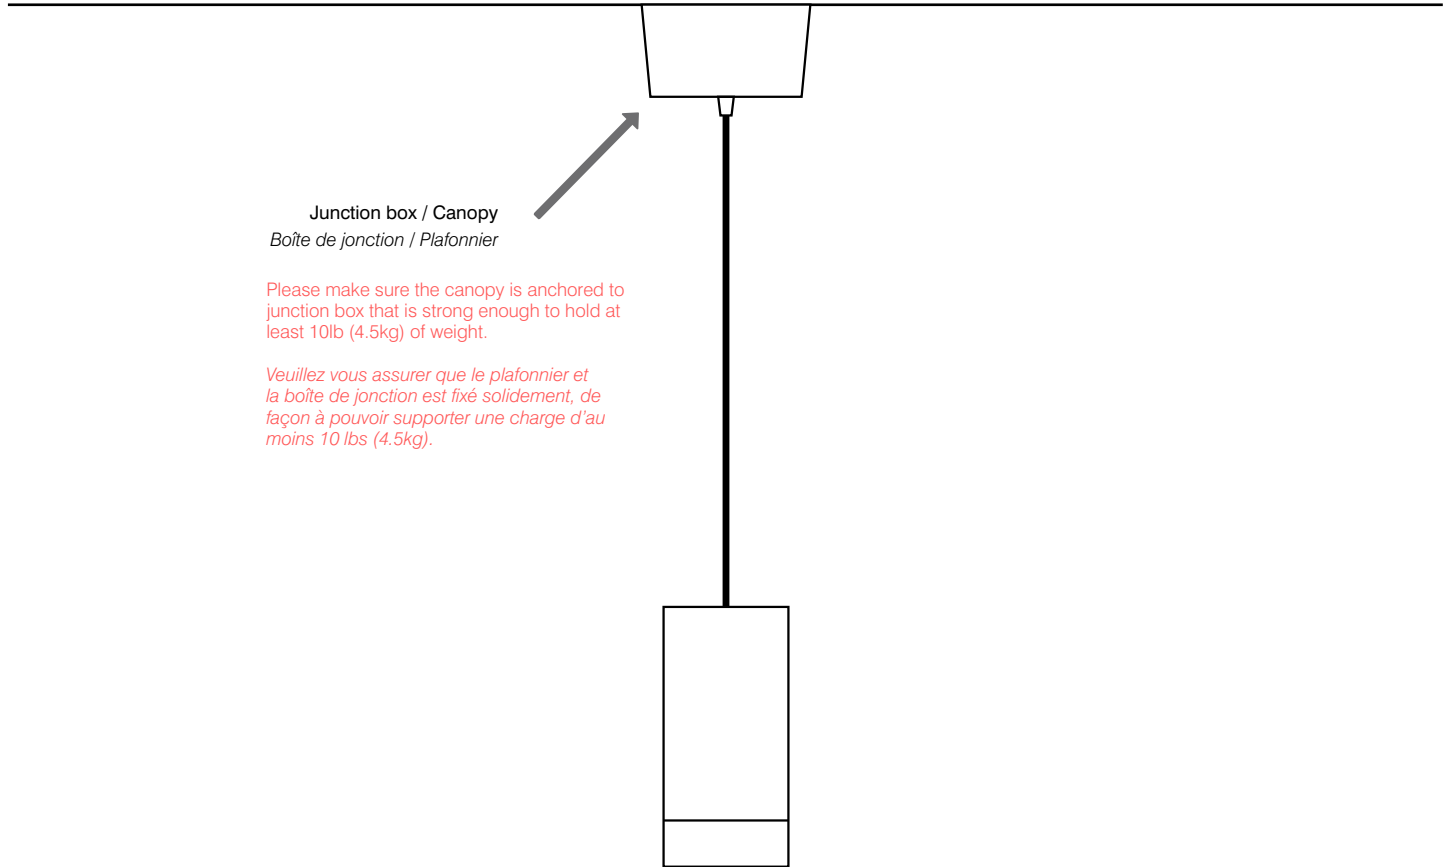 Junction box / Canopy
Boîte de jonction / Plafonnier
Please make sure the canopy is anchored to
junction box that is strong enough to hold at
least 10lb (4.5kg) of weight.
Veuillez vous assurer que le plafonnier et
la boîte de jonction est fixé solidement, de
façon à pouvoir supporter une charge d'au
moins 10 lbs (4.5kg).